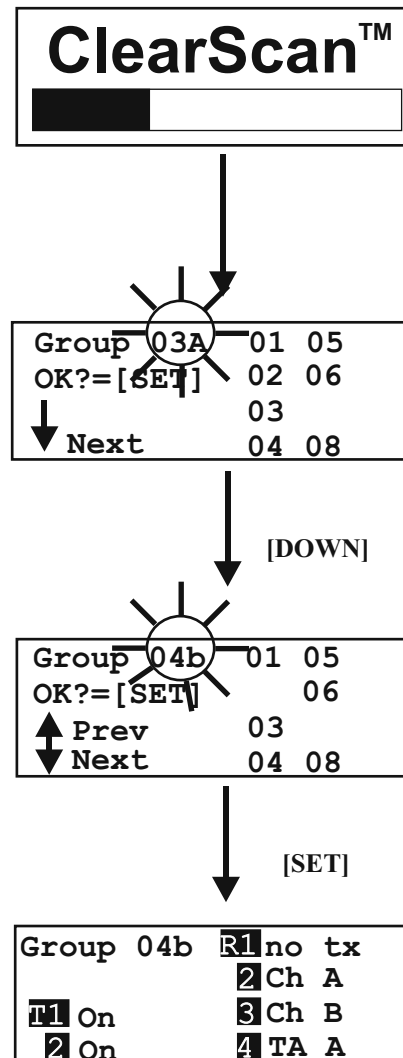 ClearScan™
Group 03A 01 05
OK?=[SET] 02 06
03
Next 04 08
[DOWN]
Group 04b 01 05
OK?=[SET] 06
Prev 03
Next 04 08
[SET]
Group 04b R1 no tx
2 Ch A
T1 On 3 Ch B
2 On 4 TA A